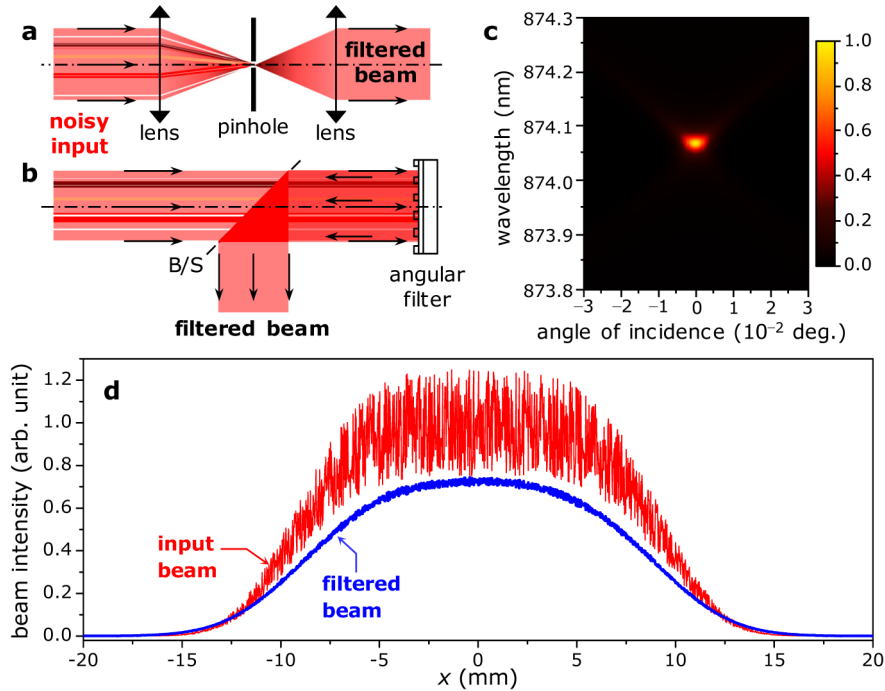 a
filtered
beam
noisy
input
lens
pinhole
lens
b
B/S
angular
filter
filtered beam
c
wavelength (nm)
874.3
874.2
874.1
874.0
873.9
873.8
−3 −2 −1 0 1 2 3
angle of incidence (10⁻² deg.)
1.0
0.8
0.6
0.4
0.2
0.0
d
beam intensity (arb. unit)
1.2
1.0
0.8
0.6
0.4
0.2
0.0
input
beam
filtered
beam
-20 -15 -10 -5 0 5 10 15 20
x (mm)